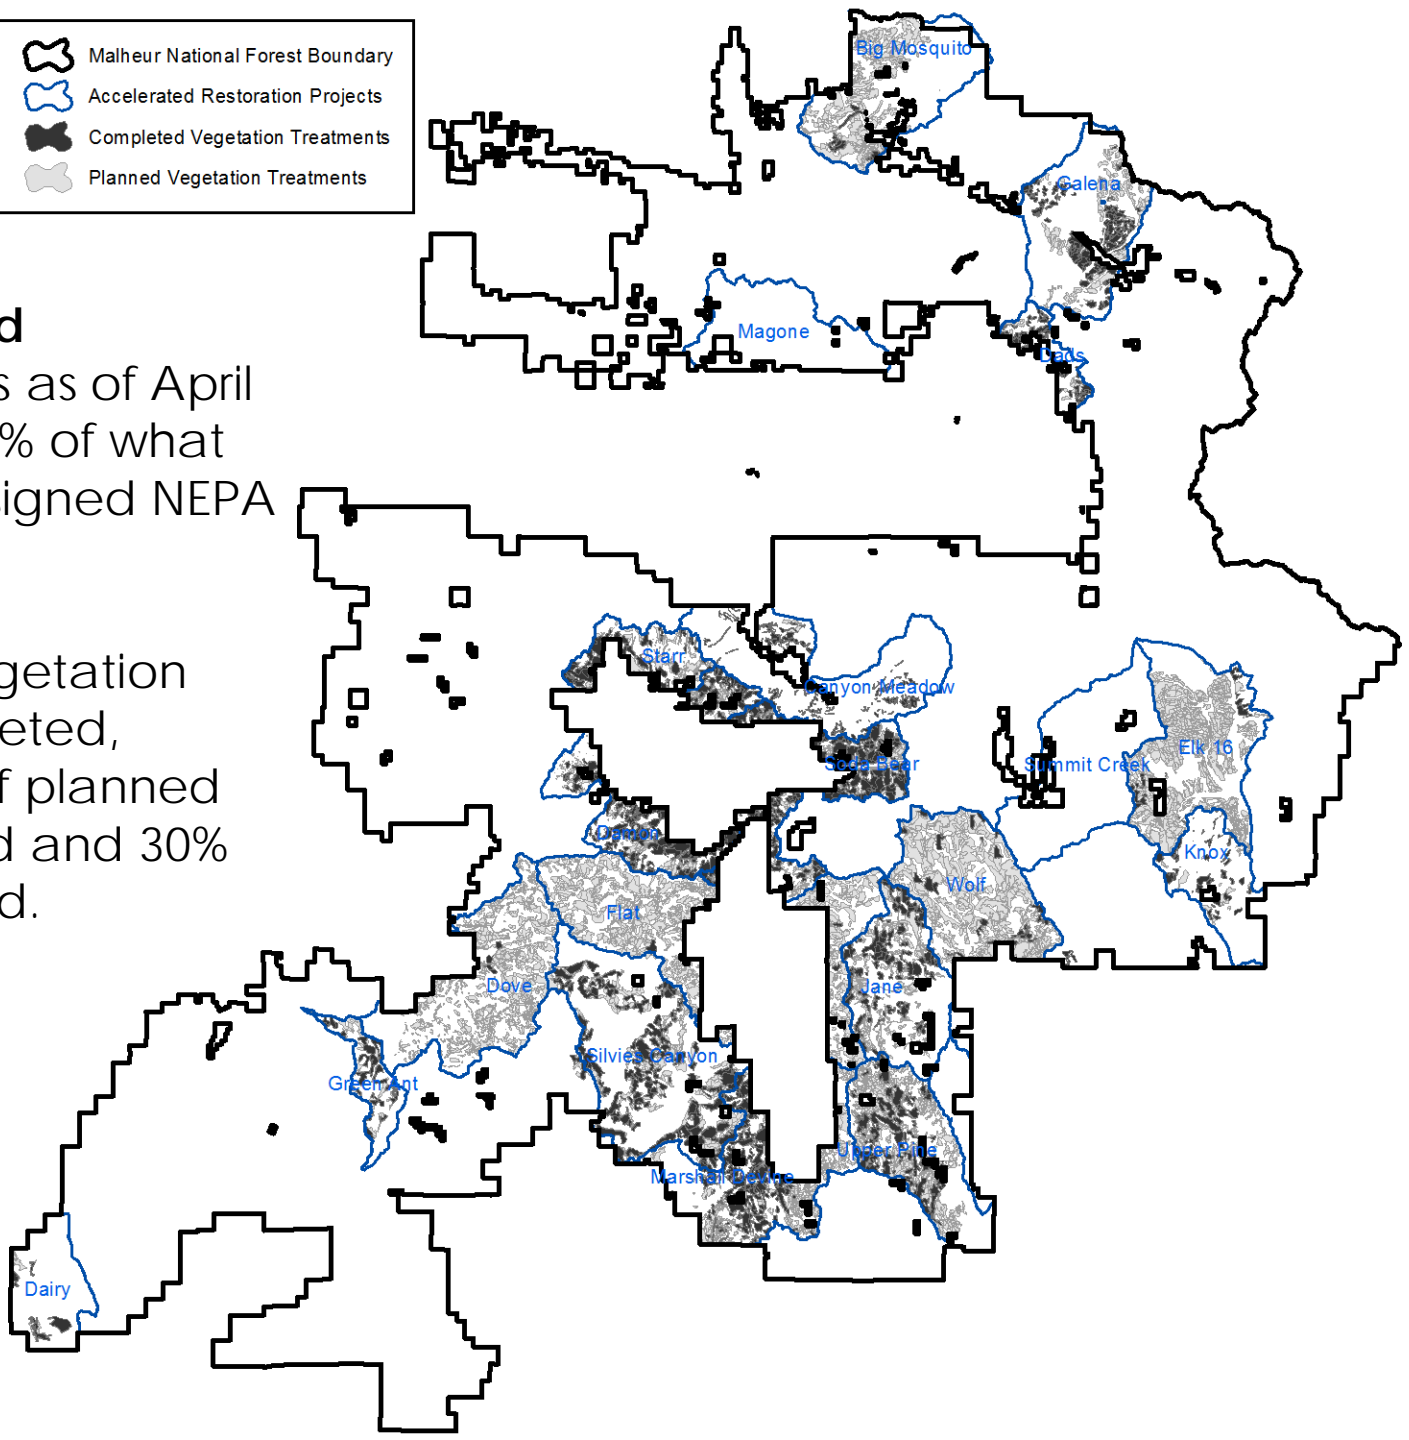 Malheur National Forest Boundary
Accelerated Restoration Projects
Completed Vegetation Treatments
Planned Vegetation Treatments
d
s as of April
% of what
signed NEPA
getation
eted,
f planned
d and 30%
d.
Big Mosquito
Galena
Magone
Dads
Starr
Canyon Meadow
Soda Bear
Summit Creek
Elk 16
Damon
Knox
Wolf
Flat
Dove
Jane
Silvies Canyon
Green Ant
Upper Pine
Marshall Devine
Dairy